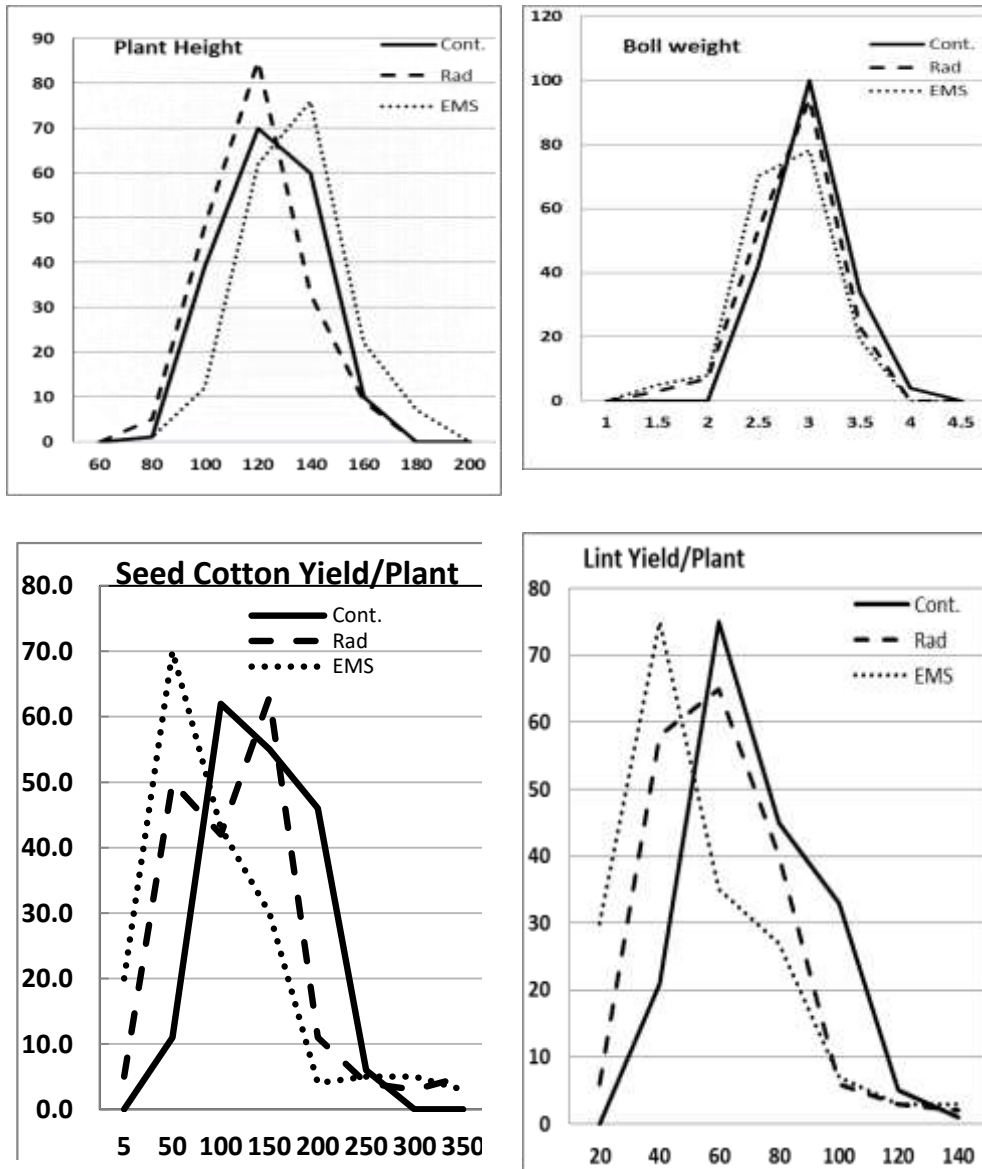 Plant Height
Cont.
Rad
EMS
90
80
70
60
50
40
30
20
10
0
60 80 100 120 140 160 180 200
Boll weight
Cont.
Rad
EMS
120
100
80
60
40
20
0
1 1.5 2 2.5 3 3.5 4 4.5
Seed Cotton Yield/Plant
Cont.
Rad
EMS
80.0
70.0
60.0
50.0
40.0
30.0
20.0
10.0
0.0
5 50 100 150 200 250 300 350
Lint Yield/Plant
Cont.
Rad
EMS
80
70
60
50
40
30
20
10
0
20 40 60 80 100 120 140